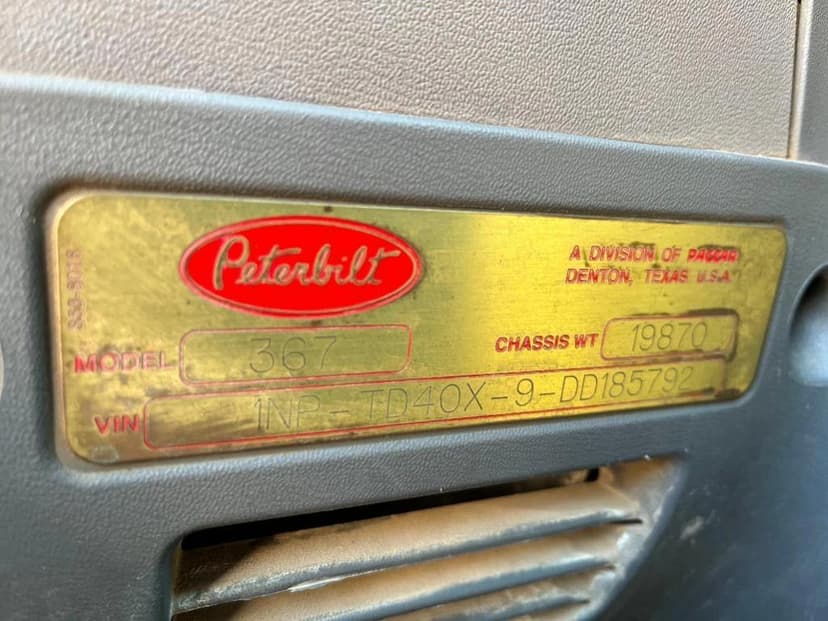 Peterbilt
A DIVISION OF PACCAR
DENTON, TEXAS U.S.A.
MODEL 367
CHASSIS WT 19870
VIN 1NP-TD40X-9-DD185792